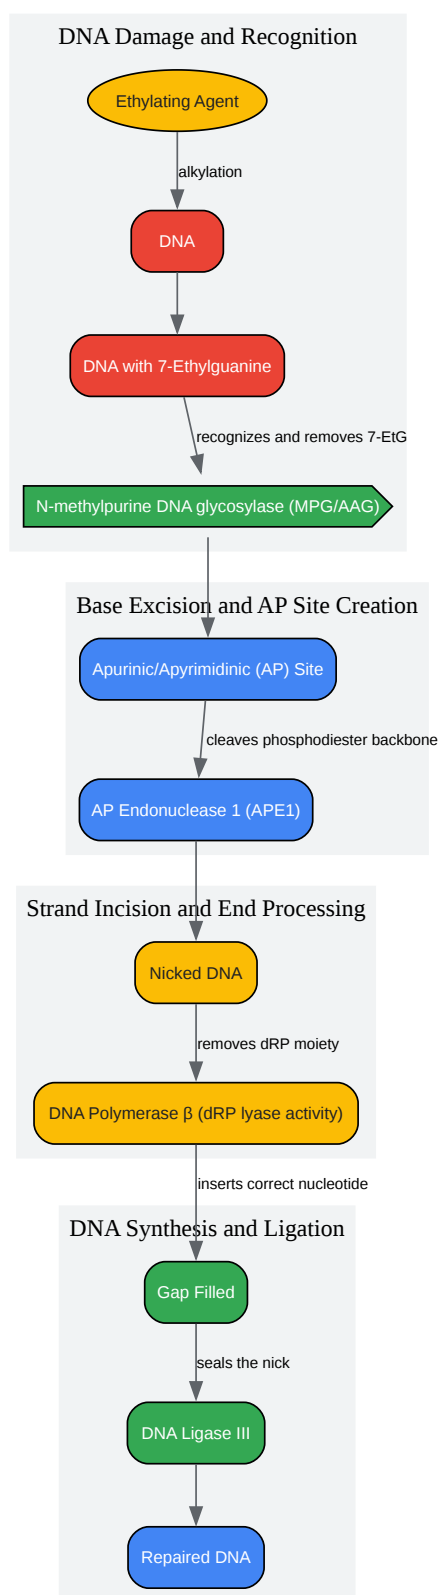 DNA Damage and Recognition
Ethylating Agent
alkylation
DNA
DNA with 7-Ethylguanine
recognizes and removes 7-EtG
N-methylpurine DNA glycosylase (MPG/AAG)
Base Excision and AP Site Creation
Apurinic/Apyrimidinic (AP) Site
cleaves phosphodiester backbone
AP Endonuclease 1 (APE1)
Strand Incision and End Processing
Nicked DNA
removes dRP moiety
DNA Polymerase β (dRP lyase activity)
inserts correct nucleotide
DNA Synthesis and Ligation
Gap Filled
seals the nick
DNA Ligase III
Repaired DNA